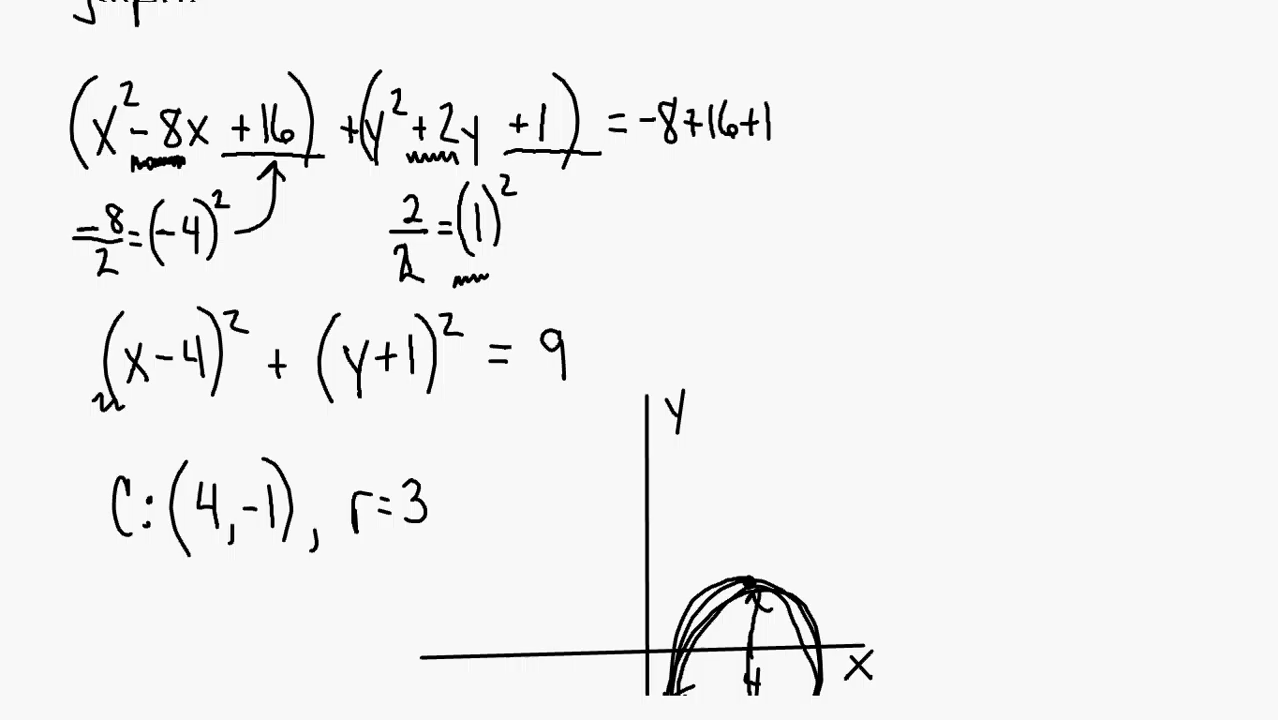 (x² - 8x + 16) + (y² + 2y + 1) = -8+16+1
-8/2 = (-4)² 2/2 = (1)²
(x - 4)² + (y + 1)² = 9
y
C: (4, -1), r = 3
x
4